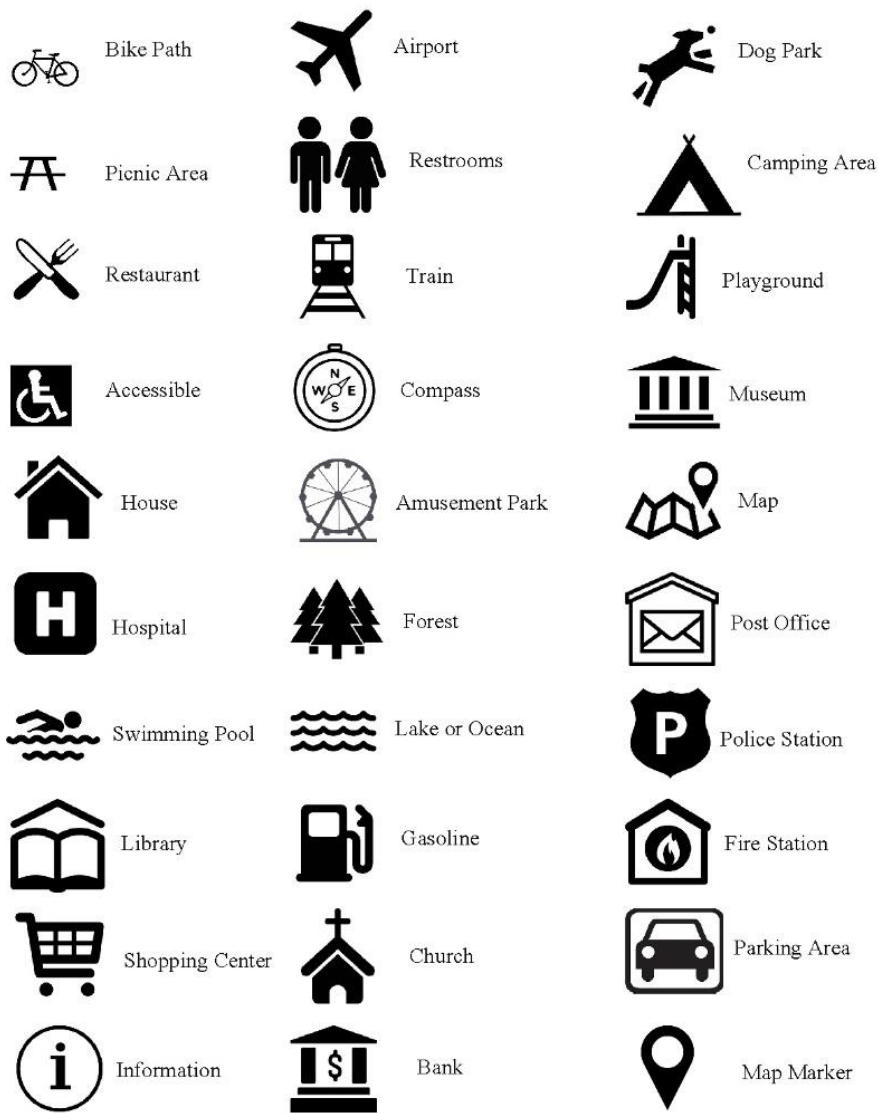 Bike Path
Airport
Dog Park
Picnic Area
Restrooms
Camping Area
Restaurant
Train
Playground
Accessible
N
W E
S
Compass
Museum
House
Amusement Park
Map
H
Hospital
Forest
Post Office
Swimming Pool
Lake or Ocean
P
Police Station
Library
Gasoline
Fire Station
Shopping Center
Church
Parking Area
i
Information
$
Bank
Map Marker